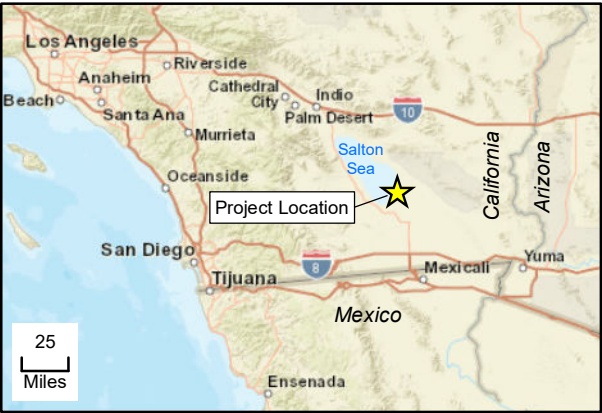 Los Angeles
Riverside
Anaheim
Cathedral
City
Indio
Beach
Santa Ana
Palm Desert
10
Murrieta
Salton
Sea
California
Arizona
Oceanside
Project Location
San Diego
8
Yuma
Mexicali
Tijuana
Mexico
25
Miles
Ensenada